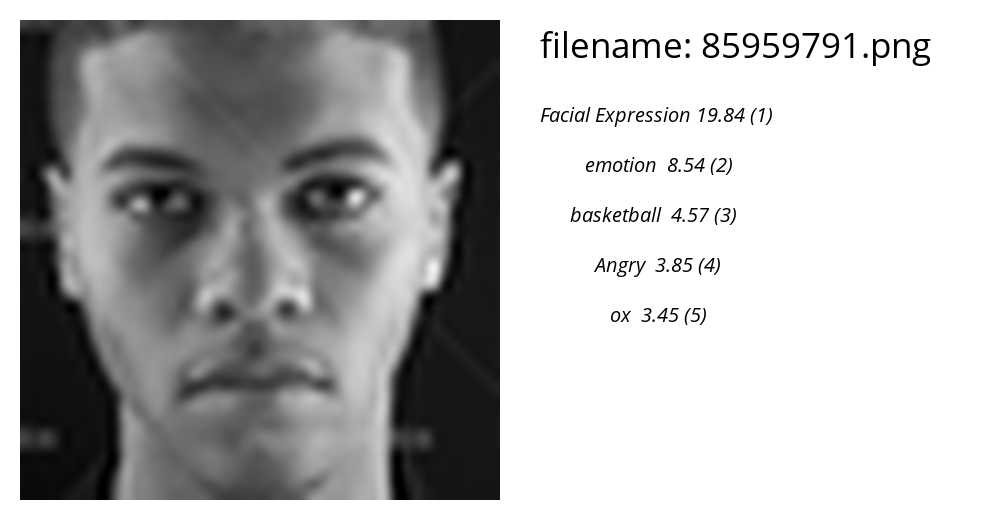 filename: 85959791.png
Facial Expression 19.84 (1)
emotion 8.54 (2)
basketball 4.57 (3)
Angry 3.85 (4)
ox 3.45 (5)